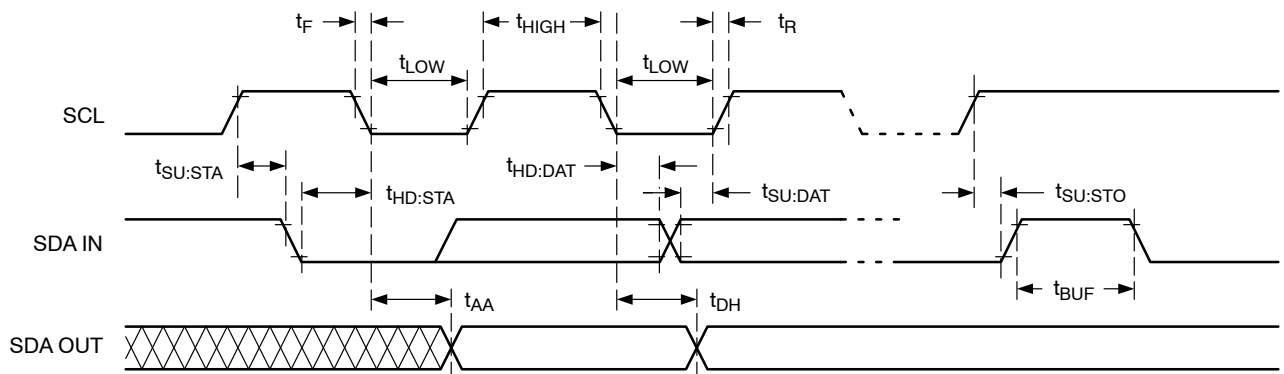 tF
tHIGH
tR
tLOW
tLOW
SCL
tSU:STA
tHD:STA
tHD:DAT
tSU:DAT
tSU:STO
SDA IN
tBUF
tAA
tDH
SDA OUT